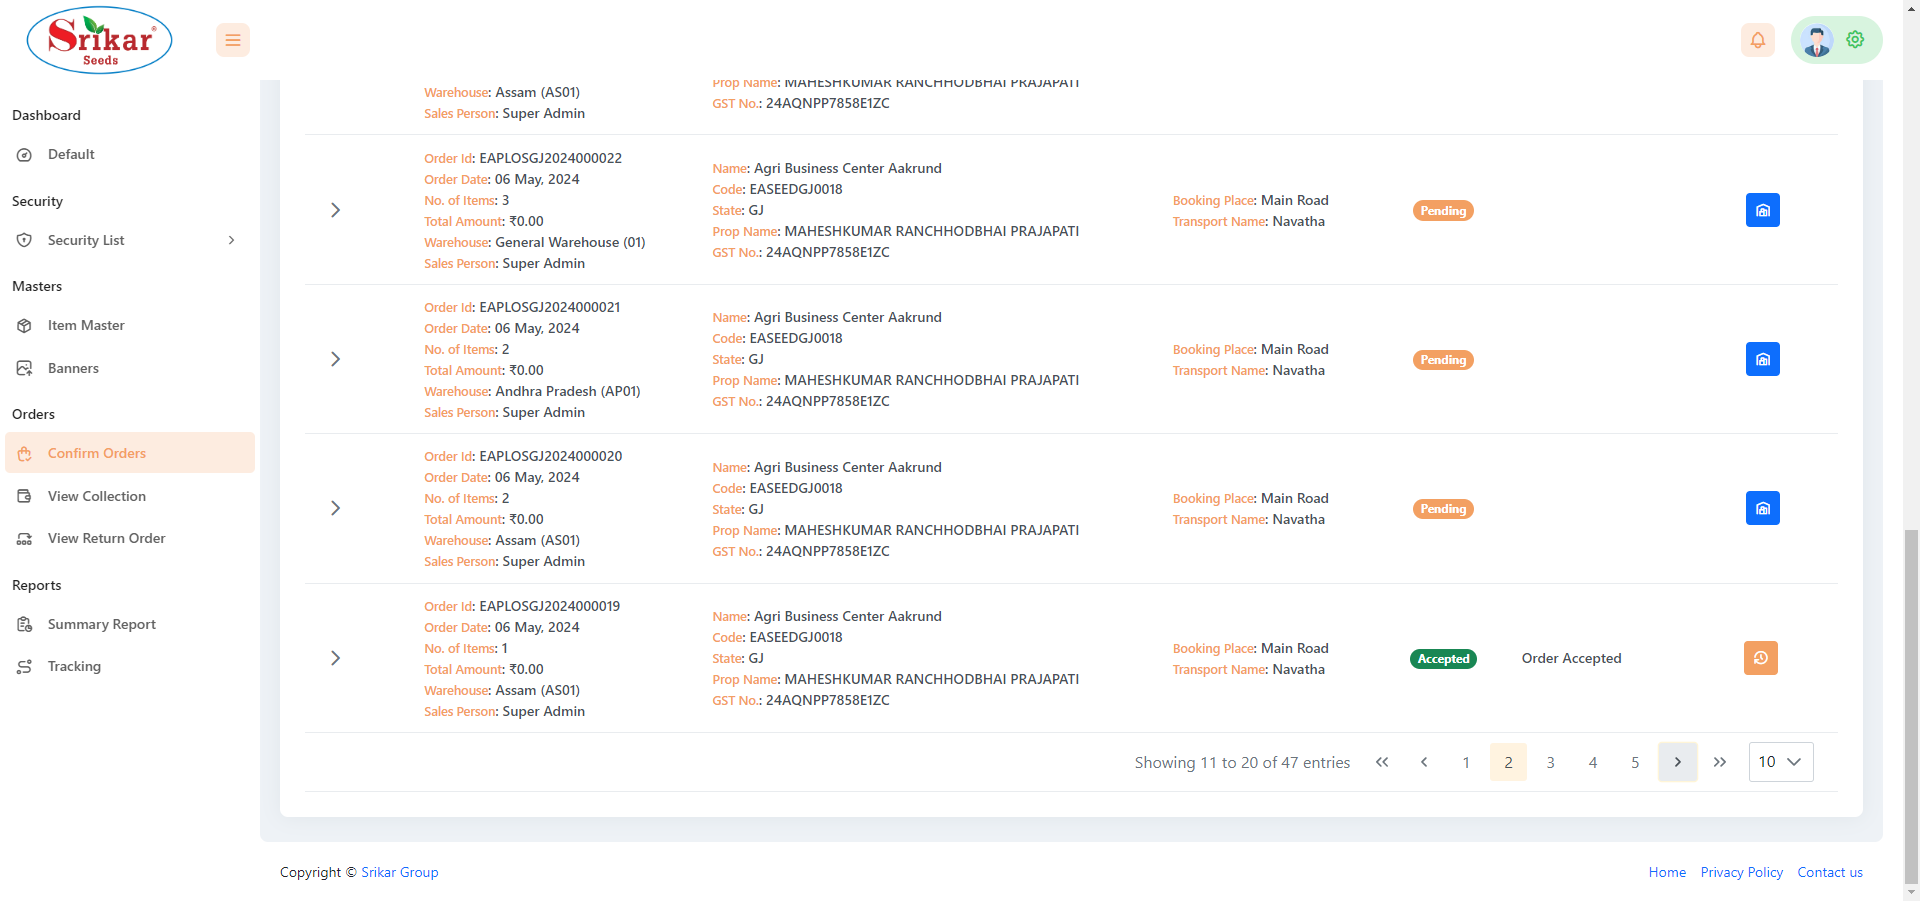 Srikar
Seeds
Dashboard
Default
Security
Security List
Masters
Item Master
Banners
Orders
Confirm Orders
View Collection
View Return Order
Reports
Summary Report
Tracking
Warehouse: Assam (AS01)
Sales Person: Super Admin
Prop Name: MAHESHKUMAR RANCHHODBHAI PRAJAPATI
GST No.: 24AQNPP7858E1ZC
Order Id: EAPLOSGJ2024000022
Order Date: 06 May, 2024
No. of Items: 3
Total Amount: ₹0.00
Warehouse: General Warehouse (01)
Sales Person: Super Admin
Name: Agri Business Center Aakrund
Code: EASEEDGJ0018
State: GJ
Prop Name: MAHESHKUMAR RANCHHODBHAI PRAJAPATI
GST No.: 24AQNPP7858E1ZC
Booking Place: Main Road
Transport Name: Navatha
Pending
Order Id: EAPLOSGJ2024000021
Order Date: 06 May, 2024
No. of Items: 2
Total Amount: ₹0.00
Warehouse: Andhra Pradesh (AP01)
Sales Person: Super Admin
Name: Agri Business Center Aakrund
Code: EASEEDGJ0018
State: GJ
Prop Name: MAHESHKUMAR RANCHHODBHAI PRAJAPATI
GST No.: 24AQNPP7858E1ZC
Booking Place: Main Road
Transport Name: Navatha
Pending
Order Id: EAPLOSGJ2024000020
Order Date: 06 May, 2024
No. of Items: 2
Total Amount: ₹0.00
Warehouse: Assam (AS01)
Sales Person: Super Admin
Name: Agri Business Center Aakrund
Code: EASEEDGJ0018
State: GJ
Prop Name: MAHESHKUMAR RANCHHODBHAI PRAJAPATI
GST No.: 24AQNPP7858E1ZC
Booking Place: Main Road
Transport Name: Navatha
Pending
Order Id: EAPLOSGJ2024000019
Order Date: 06 May, 2024
No. of Items: 1
Total Amount: ₹0.00
Warehouse: Assam (AS01)
Sales Person: Super Admin
Name: Agri Business Center Aakrund
Code: EASEEDGJ0018
State: GJ
Prop Name: MAHESHKUMAR RANCHHODBHAI PRAJAPATI
GST No.: 24AQNPP7858E1ZC
Booking Place: Main Road
Transport Name: Navatha
Accepted
Order Accepted
Showing 11 to 20 of 47 entries « ‹ 1 2 3 4 5 › » 10
Copyright © Srikar Group
Home Privacy Policy Contact us